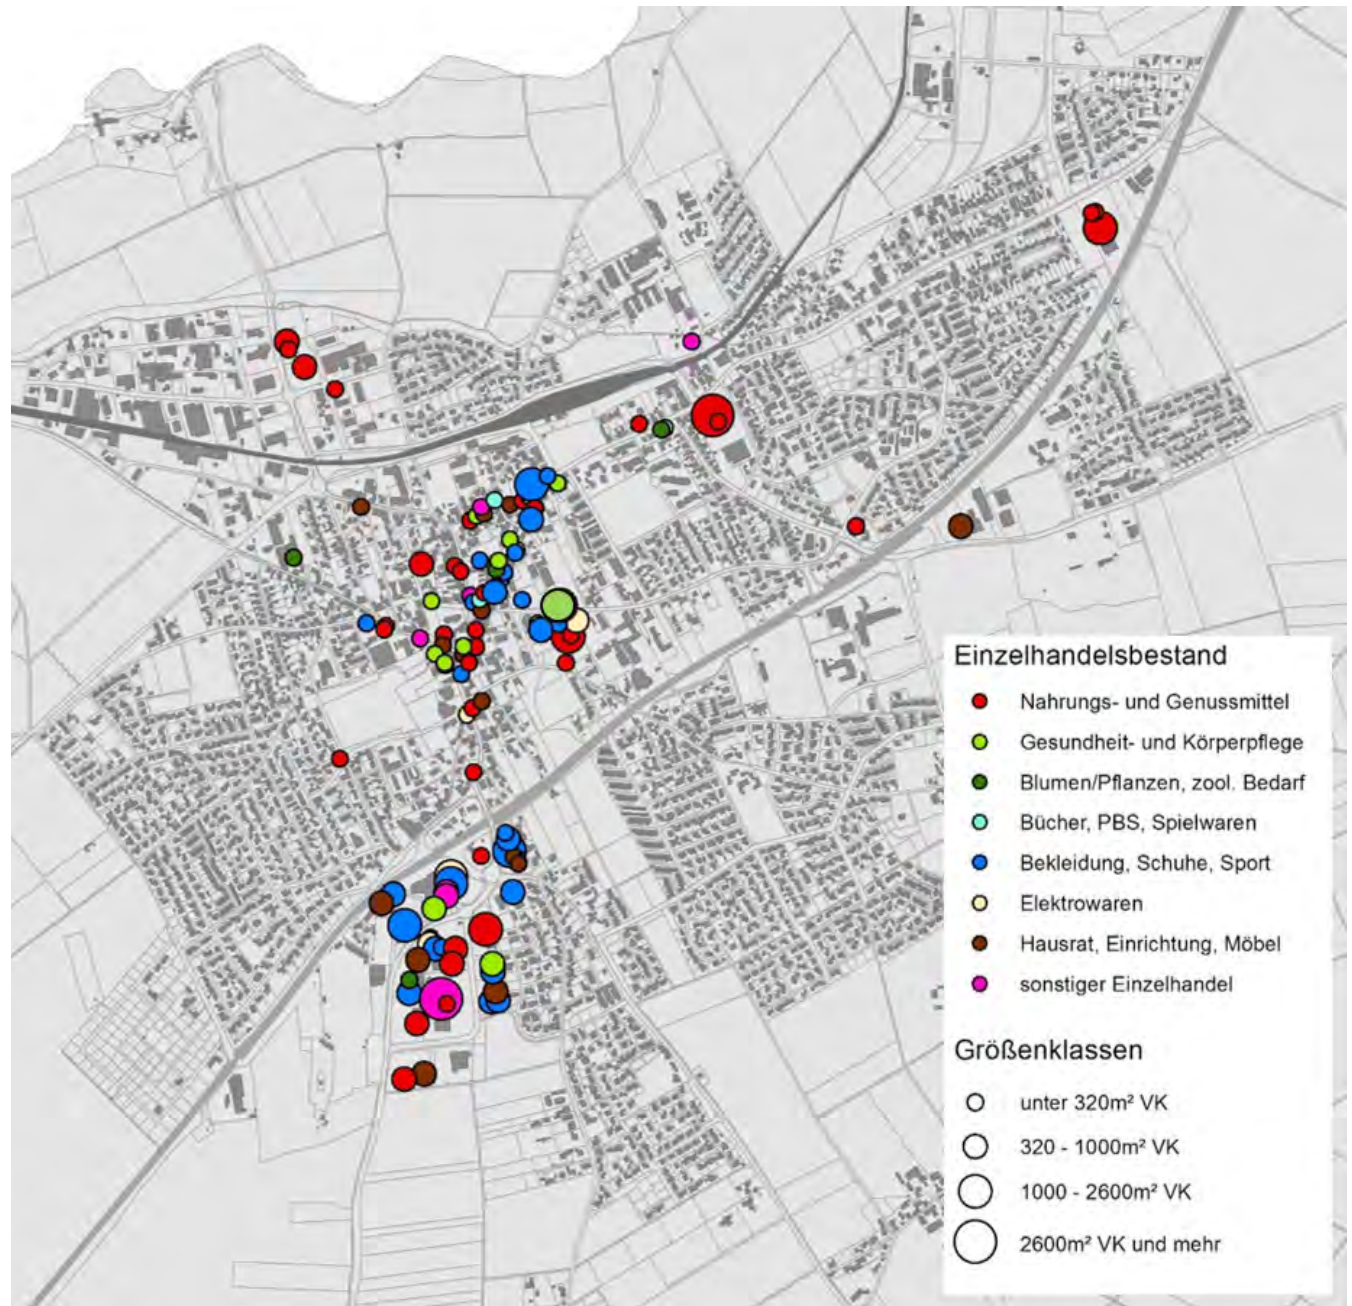 Einzelhandelsbestand
Nahrungs- und Genussmittel
Gesundheit- und Körperpflege
Blumen/Pflanzen, zool. Bedarf
Bücher, PBS, Spielwaren
Bekleidung, Schuhe, Sport
Elektrowaren
Hausrat, Einrichtung, Möbel
sonstiger Einzelhandel
Größenklassen
unter 320m² VK
320 - 1000m² VK
1000 - 2600m² VK
2600m² VK und mehr